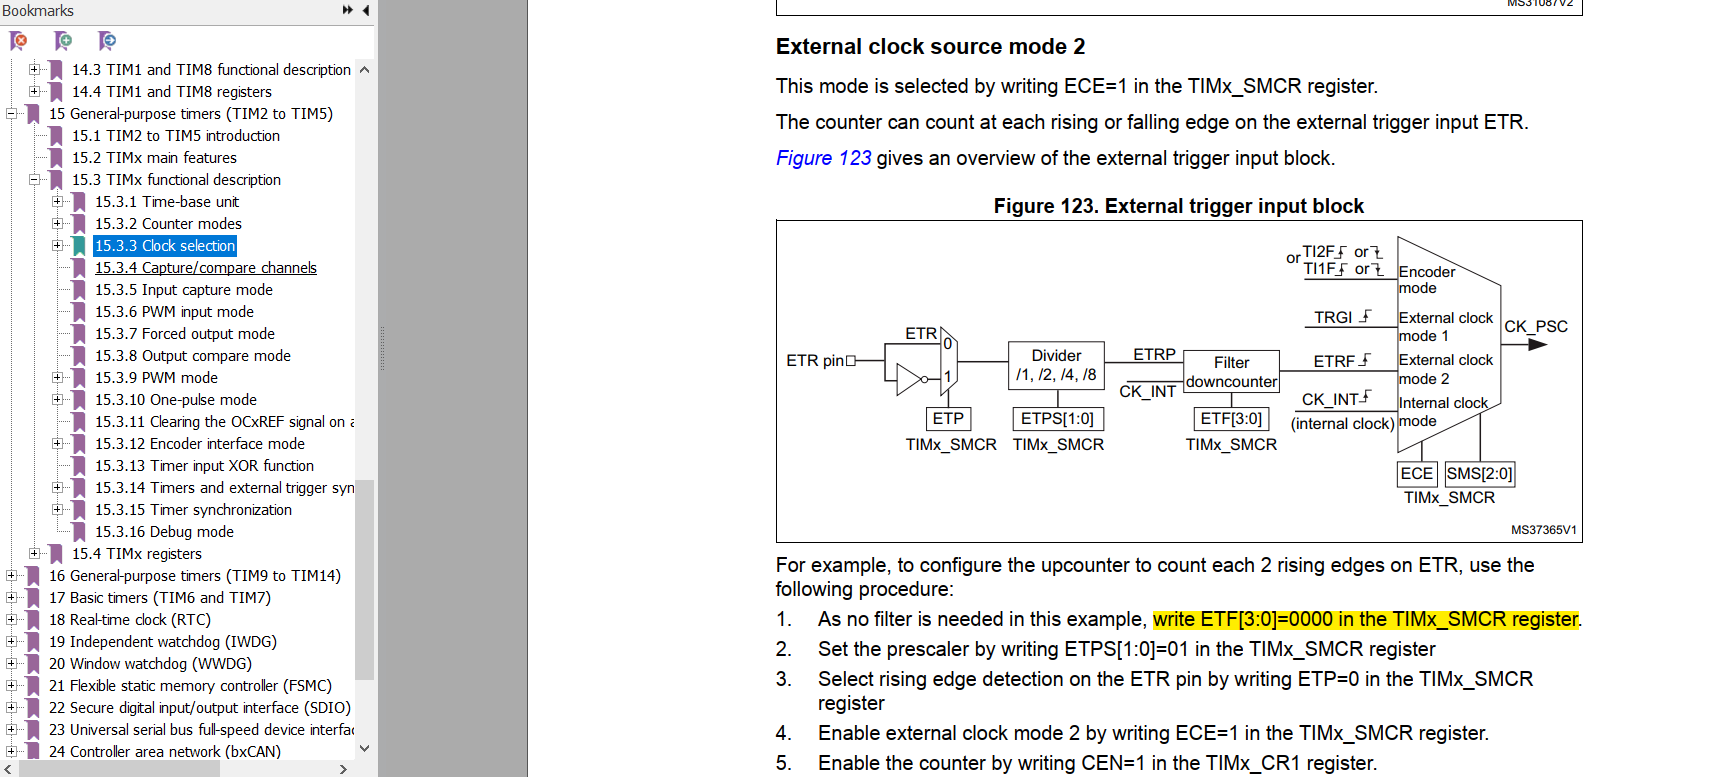 Bookmarks
14.3 TIM1 and TIM8 functional description
14.4 TIM1 and TIM8 registers
15 General-purpose timers (TIM2 to TIM5)
15.1 TIM2 to TIM5 introduction
15.2 TIMx main features
15.3 TIMx functional description
15.3.1 Time-base unit
15.3.2 Counter modes
15.3.3 Clock selection
15.3.4 Capture/compare channels
15.3.5 Input capture mode
15.3.6 PWM input mode
15.3.7 Forced output mode
15.3.8 Output compare mode
15.3.9 PWM mode
15.3.10 One-pulse mode
15.3.11 Clearing the OCxREF signal on a
15.3.12 Encoder interface mode
15.3.13 Timer input XOR function
15.3.14 Timers and external trigger syn
15.3.15 Timer synchronization
15.3.16 Debug mode
15.4 TIMx registers
16 General-purpose timers (TIM9 to TIM14)
17 Basic timers (TIM6 and TIM7)
18 Real-time clock (RTC)
19 Independent watchdog (IWDG)
20 Window watchdog (WWDG)
21 Flexible static memory controller (FSMC)
22 Secure digital input/output interface (SDIO)
23 Universal serial bus full-speed device interfa
24 Controller area network (bxCAN)
MS31087V2
External clock source mode 2
This mode is selected by writing ECE=1 in the TIMx_SMCR register.
The counter can count at each rising or falling edge on the external trigger input ETR.
Figure 123 gives an overview of the external trigger input block.
Figure 123. External trigger input block
or TI2F or
TI1F or
Encoder
mode
TRGI
External clock
mode 1
CK_PSC
ETR
0
ETR pin
1
Divider
/1, /2, /4, /8
ETRP
CK_INT
Filter
downcounter
ETRF
External clock
mode 2
CK_INT
(internal clock)
Internal clock
mode
ETP
TIMx_SMCR
ETPS[1:0]
TIMx_SMCR
ETF[3:0]
TIMx_SMCR
ECE
SMS[2:0]
TIMx_SMCR
MS37365V1
For example, to configure the upcounter to count each 2 rising edges on ETR, use the
following procedure:
1. As no filter is needed in this example, write ETF[3:0]=0000 in the TIMx_SMCR register.
2. Set the prescaler by writing ETPS[1:0]=01 in the TIMx_SMCR register
3. Select rising edge detection on the ETR pin by writing ETP=0 in the TIMx_SMCR
register
4. Enable external clock mode 2 by writing ECE=1 in the TIMx_SMCR register.
5. Enable the counter by writing CEN=1 in the TIMx_CR1 register.